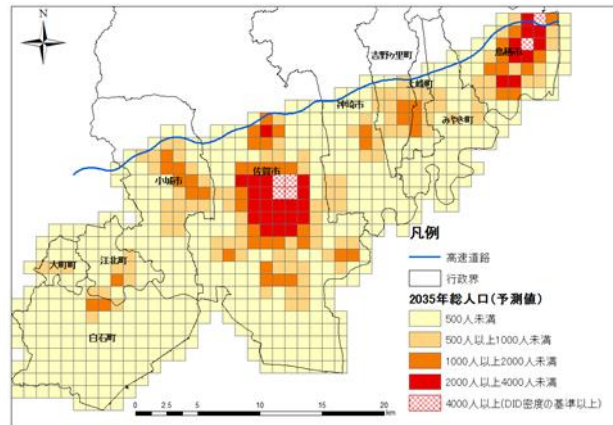 N
吉野ヶ里町
鳥栖市
上峰町
神埼市
みやき町
佐賀市
小城市
大町町
江北町
白石町
凡例
高速道路
行政界
2035年総人口(予測値)
500人未満
500人以上1000人未満
1000人以上2000人未満
2000人以上4000人未満
4000人以上(DID密度の基準以上)
0 2.5 5 10 15 20
km